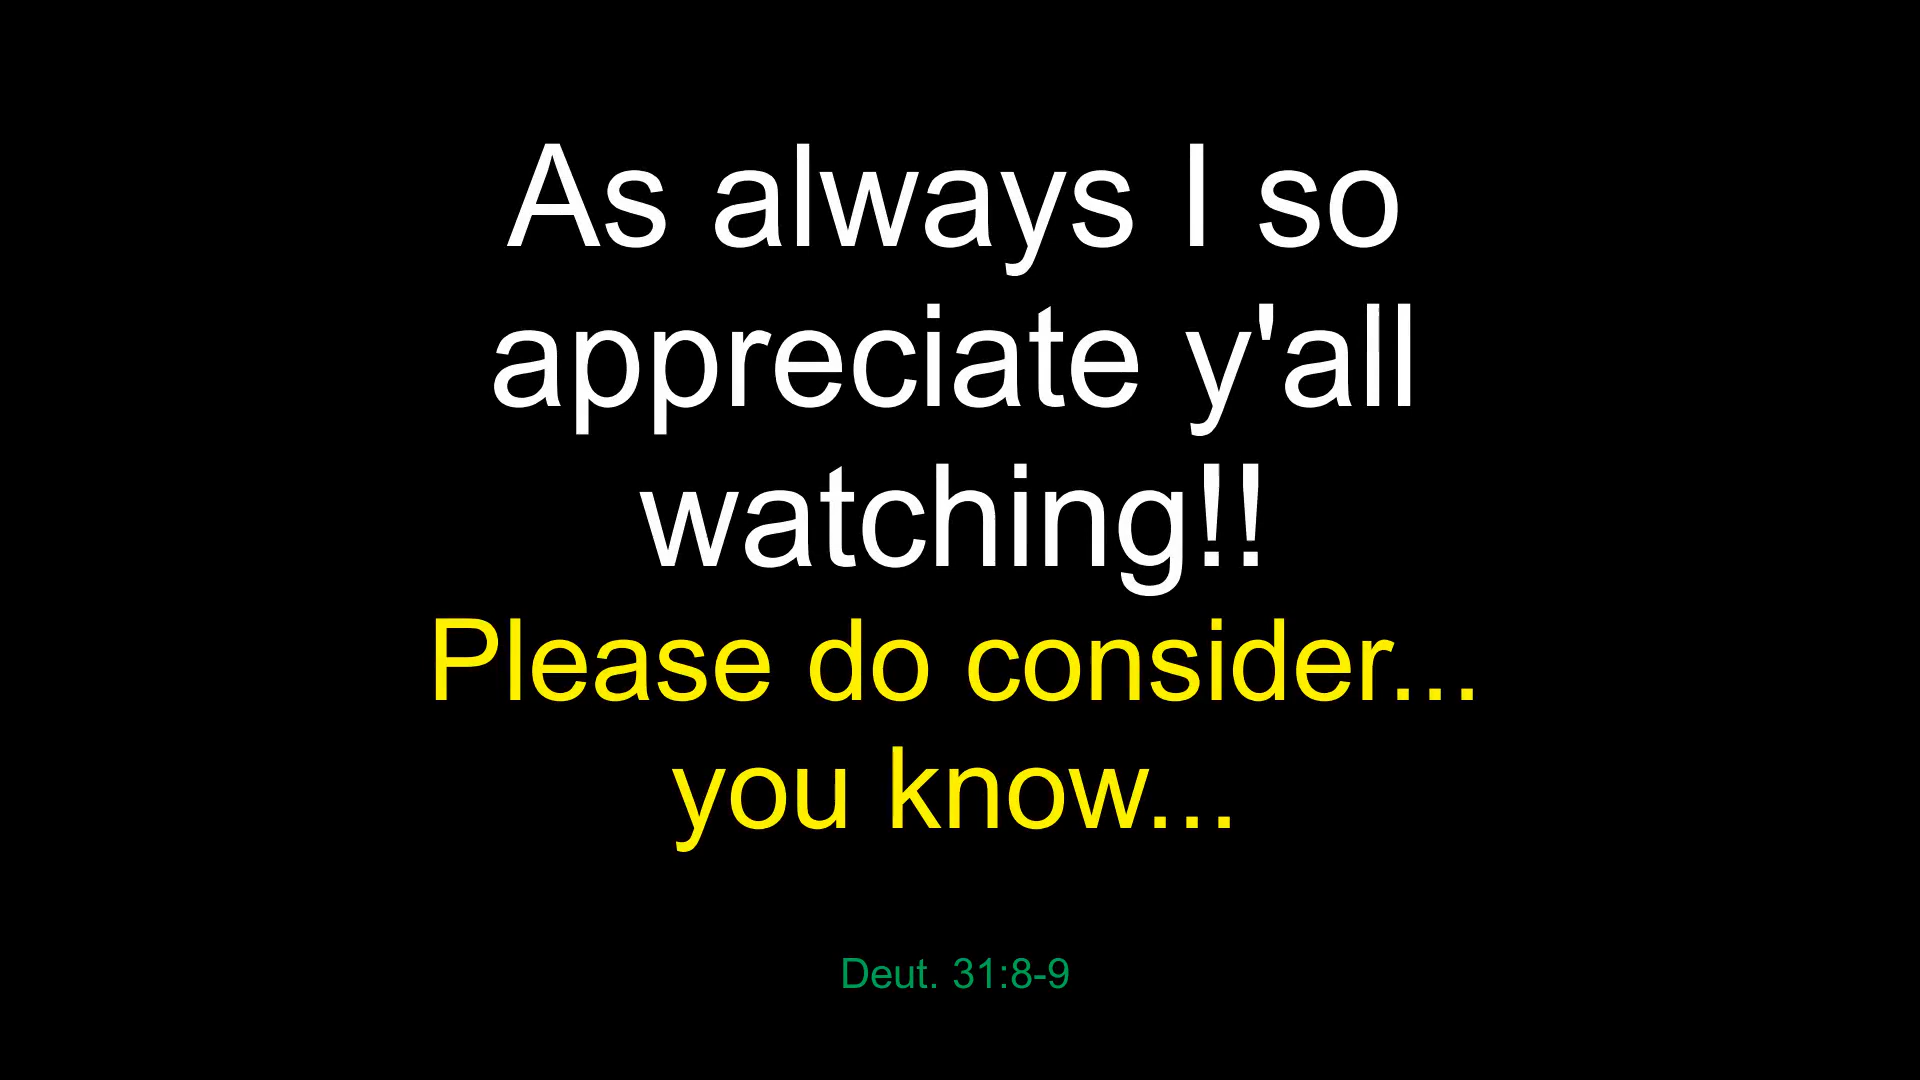 As always I so
appreciate y'all
watching!!
Please do consider...
you know...
Deut. 31:8-9